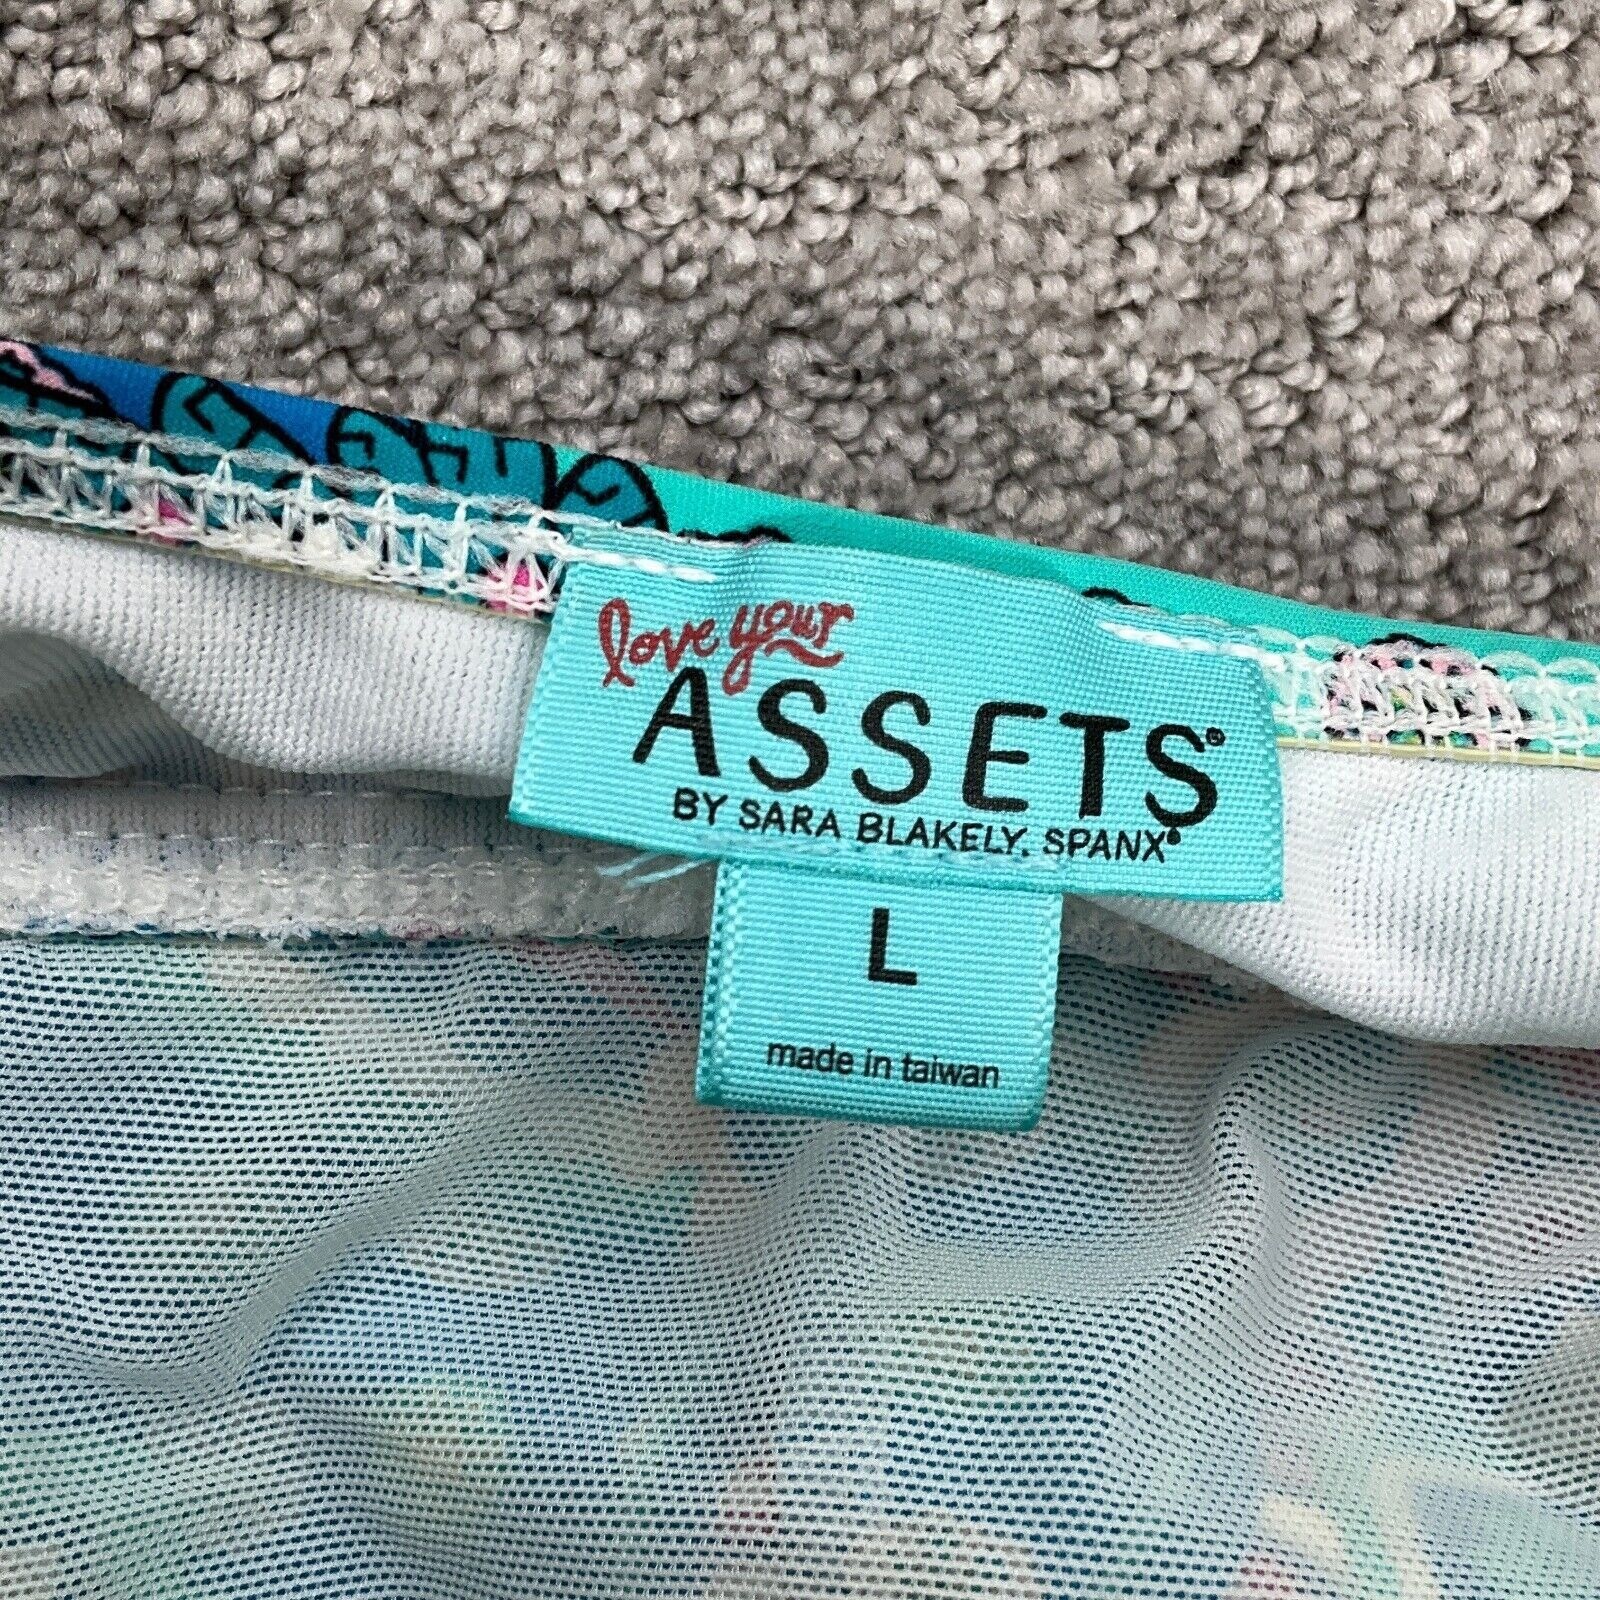 love your
ASSETS®
BY SARA BLAKELY. SPANX®
L
made in taiwan